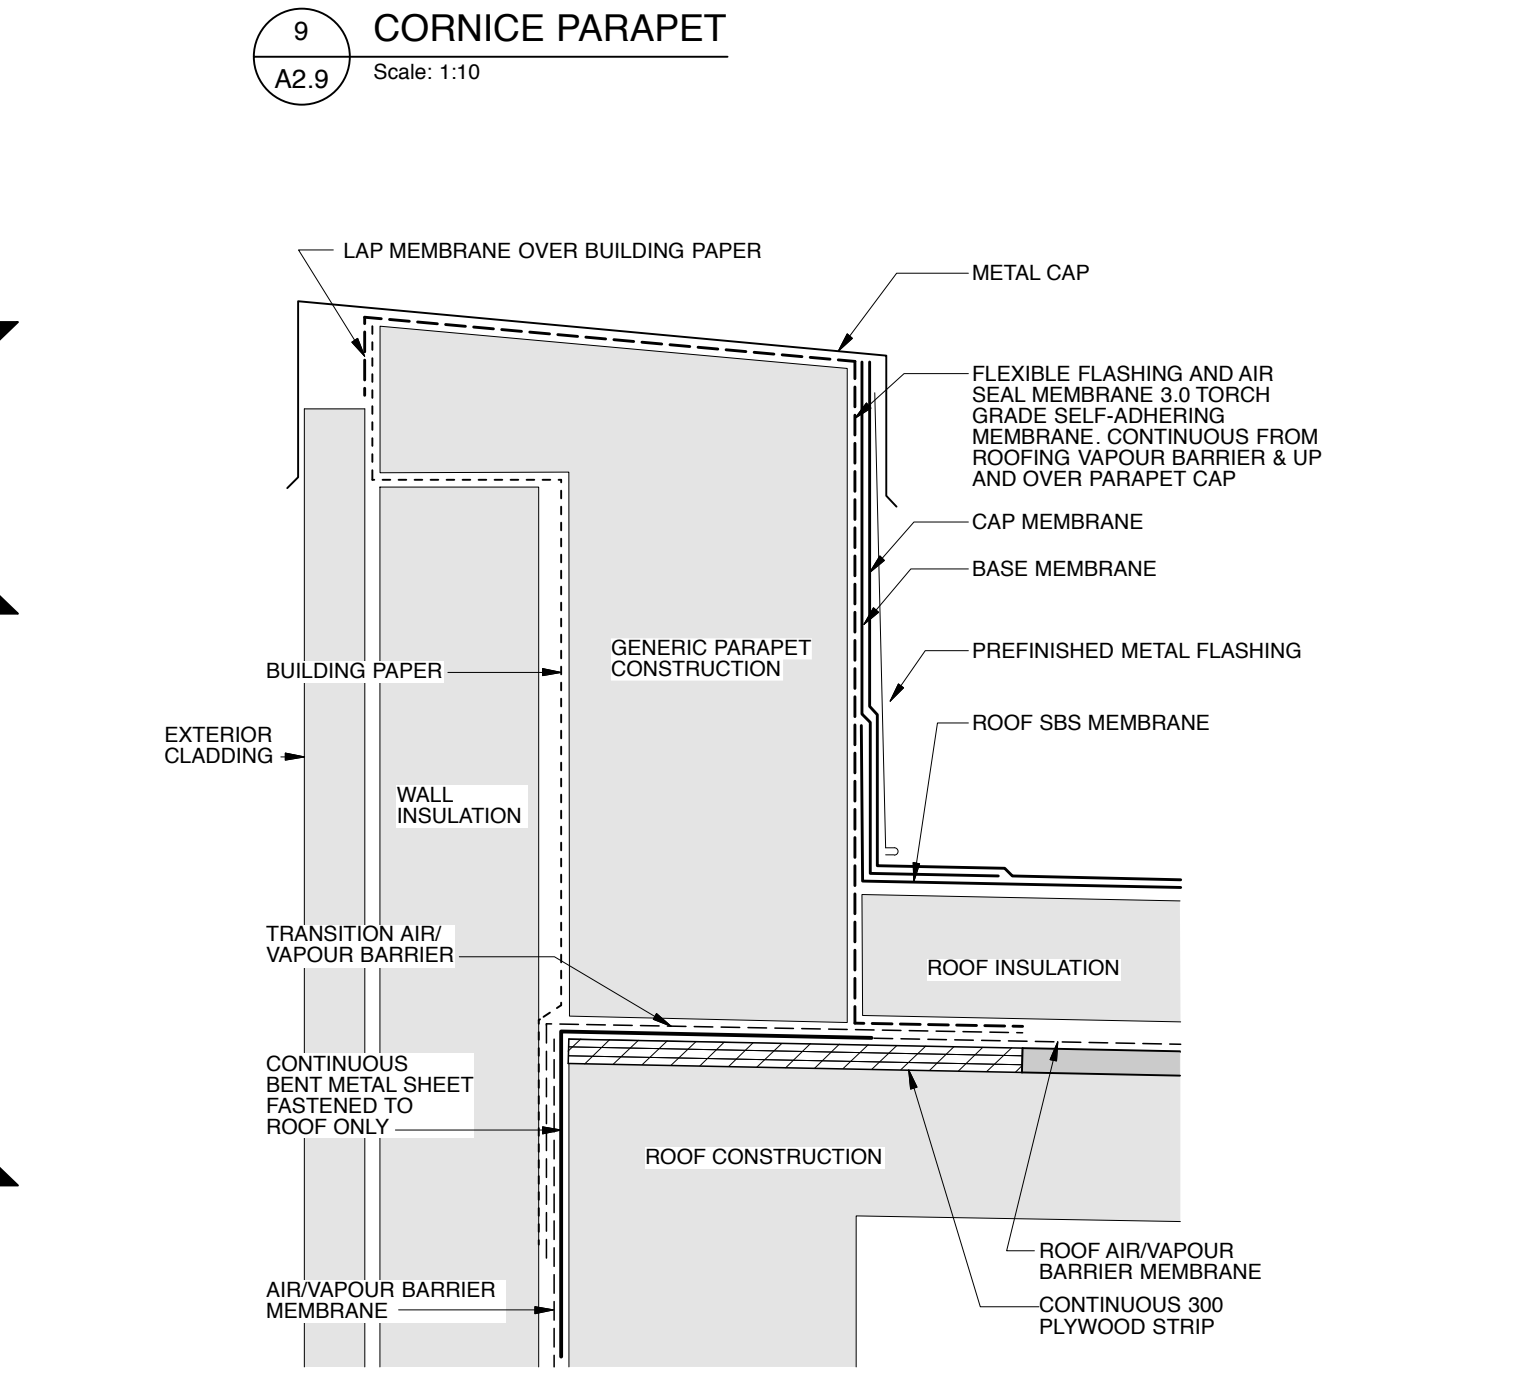 9
CORNICE PARAPET
A2.9
Scale: 1:10
LAP MEMBRANE OVER BUILDING PAPER
METAL CAP
FLEXIBLE FLASHING AND AIR
SEAL MEMBRANE 3.0 TORCH
GRADE SELF-ADHERING
MEMBRANE. CONTINUOUS FROM
ROOFING VAPOUR BARRIER & UP
AND OVER PARAPET CAP
CAP MEMBRANE
BASE MEMBRANE
GENERIC PARAPET
CONSTRUCTION
PREFINISHED METAL FLASHING
BUILDING PAPER
ROOF SBS MEMBRANE
EXTERIOR
CLADDING
WALL
INSULATION
TRANSITION AIR/
VAPOUR BARRIER
ROOF INSULATION
CONTINUOUS
BENT METAL SHEET
FASTENED TO
ROOF ONLY
ROOF CONSTRUCTION
ROOF AIR/VAPOUR
BARRIER MEMBRANE
AIR/VAPOUR BARRIER
MEMBRANE
CONTINUOUS 300
PLYWOOD STRIP